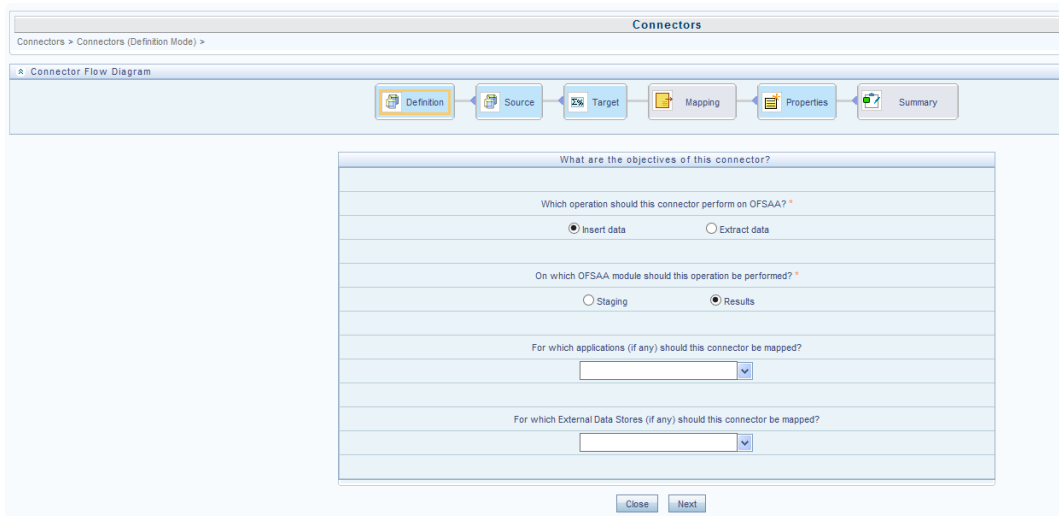 Connectors
Connectors > Connectors (Definition Mode) >
Connector Flow Diagram
Definition Source Target Mapping Properties Summary
What are the objectives of this connector?
Which operation should this connector perform on OFSAA? *
Insert data Extract data
On which OFSAA module should this operation be performed? *
Staging Results
For which applications (if any) should this connector be mapped?
For which External Data Stores (if any) should this connector be mapped?
Close Next